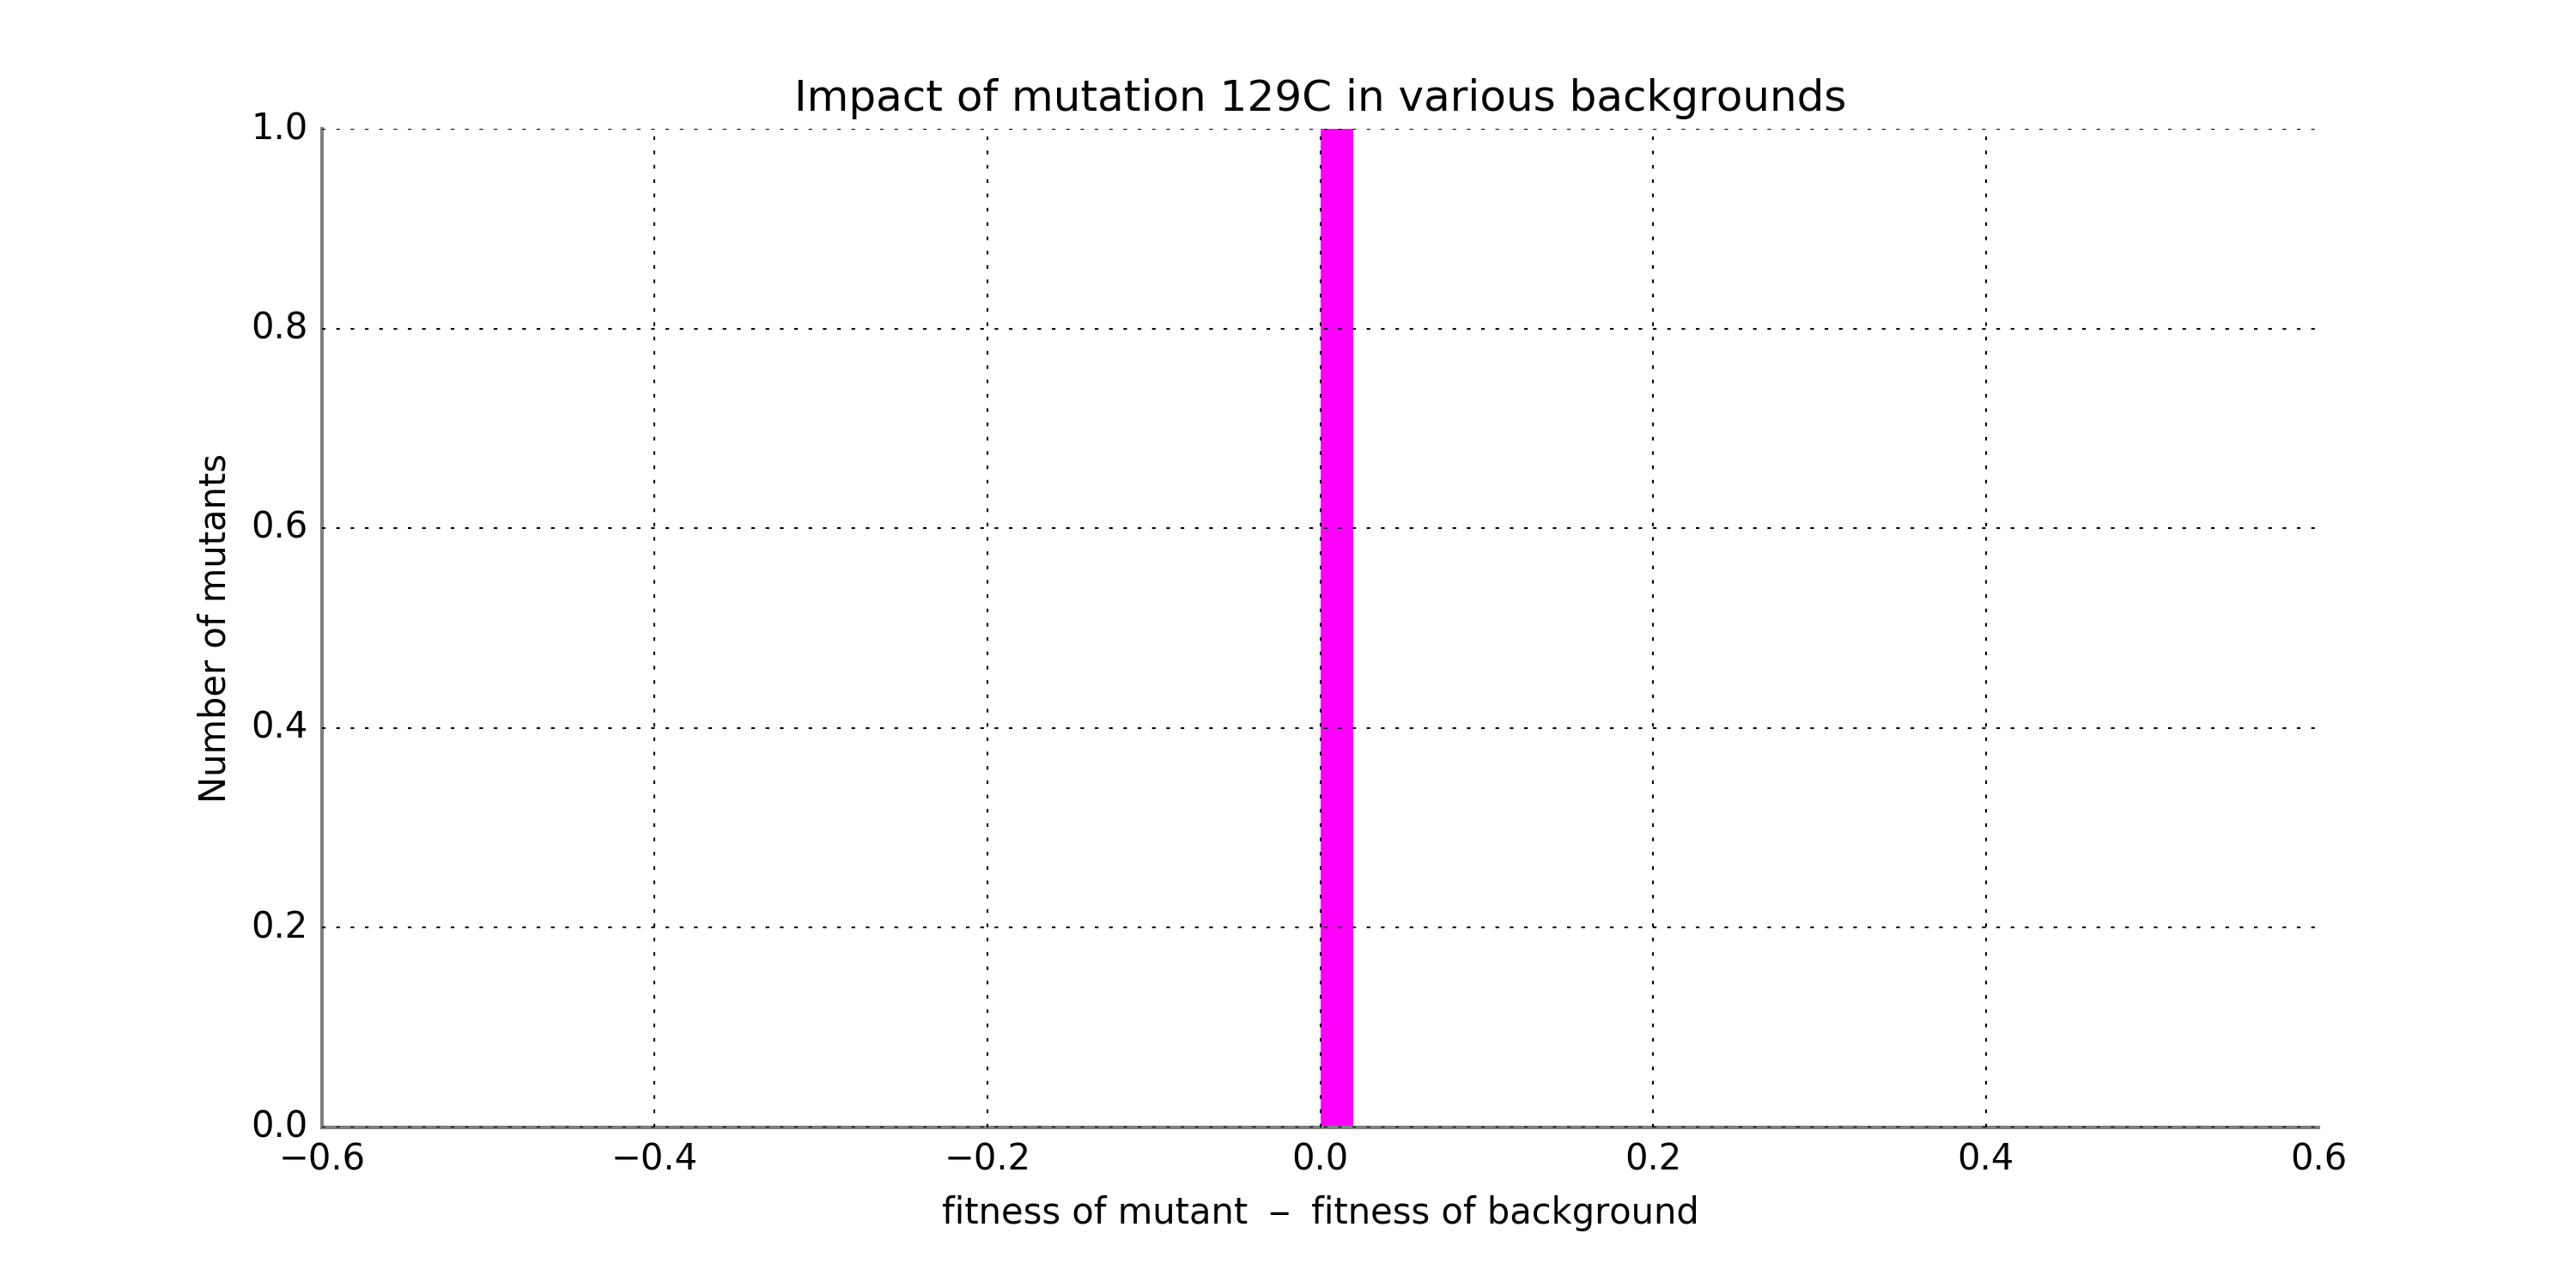 Impact of mutation 129C in various backgrounds
1.0
0.8
0.6
0.4
0.2
0.0
Number of mutants
−0.6 −0.4 −0.2 0.0 0.2 0.4 0.6
fitness of mutant − fitness of background